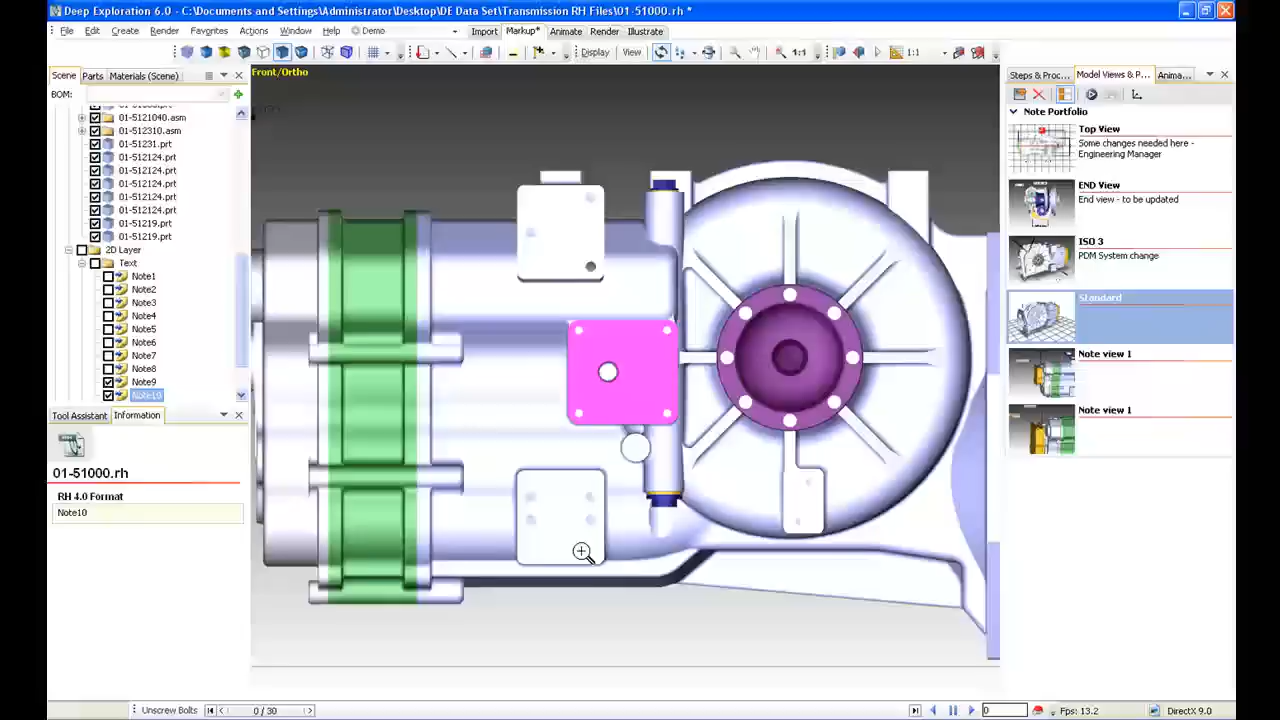 Deep Exploration 6.0 - C:\Documents and Settings\Administrator\Desktop\DE Data Set\Transmission RH Files\01-51000.rh *
File Edit Create Render Favorites Actions Window Help Demo Import Markup* Animate Render Illustrate
Display View 1:1 1:1
Scene Parts Materials (Scene)
BOM:
01-5121040.asm
01-512310.asm
01-51231.prt
01-512124.prt
01-512124.prt
01-512124.prt
01-512124.prt
01-512124.prt
01-51219.prt
01-51219.prt
2D Layer
Text
Note1
Note2
Note3
Note4
Note5
Note6
Note7
Note8
Note9
Note10
Tool Assistant Information
01-51000.rh
RH 4.0 Format
Note10
Front/Ortho
Steps & Proc... Model Views & P... Anima...
Note Portfolio
Top View
Some changes needed here -
Engineering Manager
END View
End view - to be updated
ISO 3
PDM System change
Standard
Note view 1
Note view 1
Unscrew Bolts 0 / 30 0 Fps: 13.2 DirectX 9.0